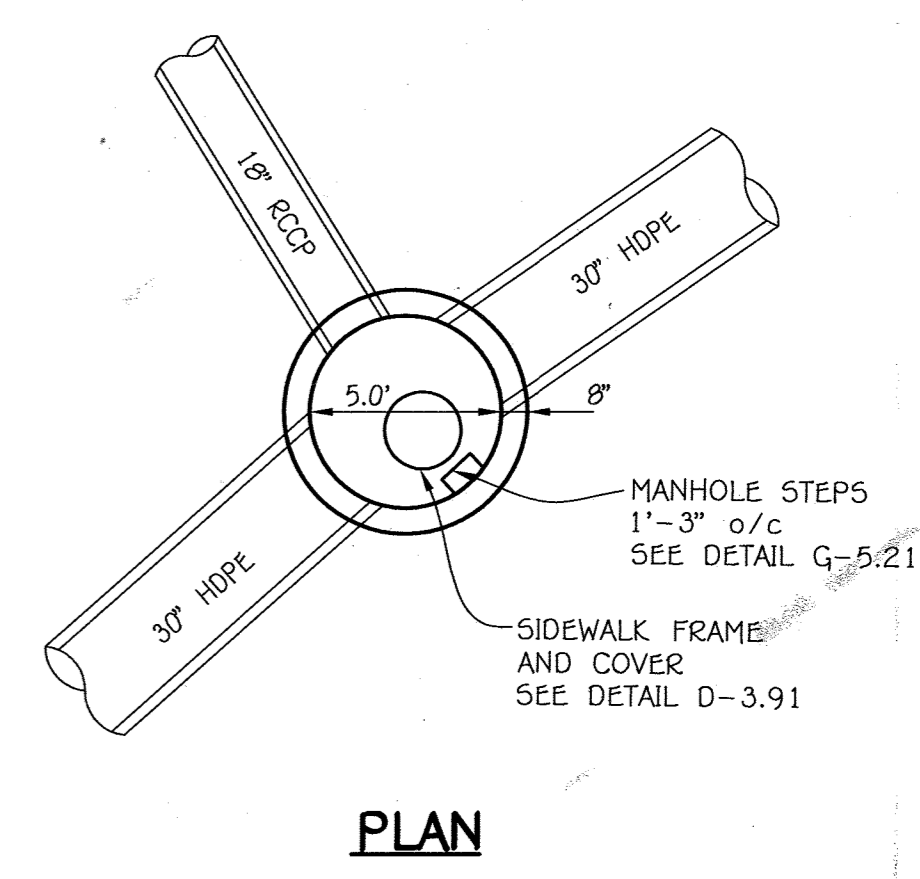 18" RCCP
30" HDPE
5.0'
8"
30" HDPE
MANHOLE STEPS
1'-3" o/c
SEE DETAIL G-5.21
SIDEWALK FRAME
AND COVER
SEE DETAIL D-3.91
PLAN